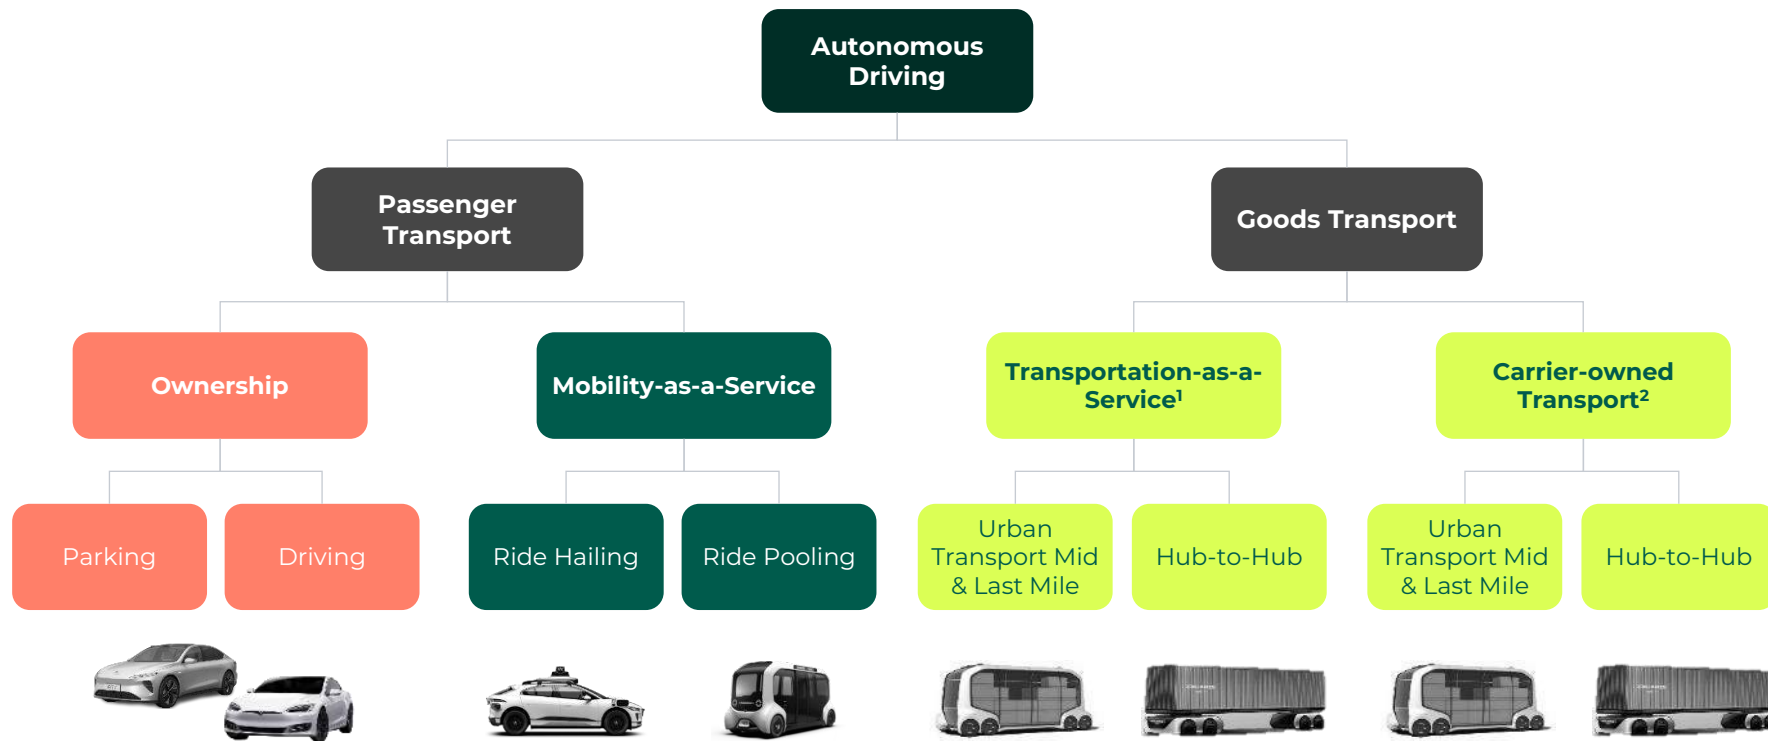 Autonomous
Driving
Passenger
Transport
Goods Transport
Ownership
Mobility-as-a-Service
Transportation-as-a-
Service¹
Carrier-owned
Transport²
Parking
Driving
Ride Hailing
Ride Pooling
Urban
Transport Mid
& Last Mile
Hub-to-Hub
Urban
Transport Mid
& Last Mile
Hub-to-Hub